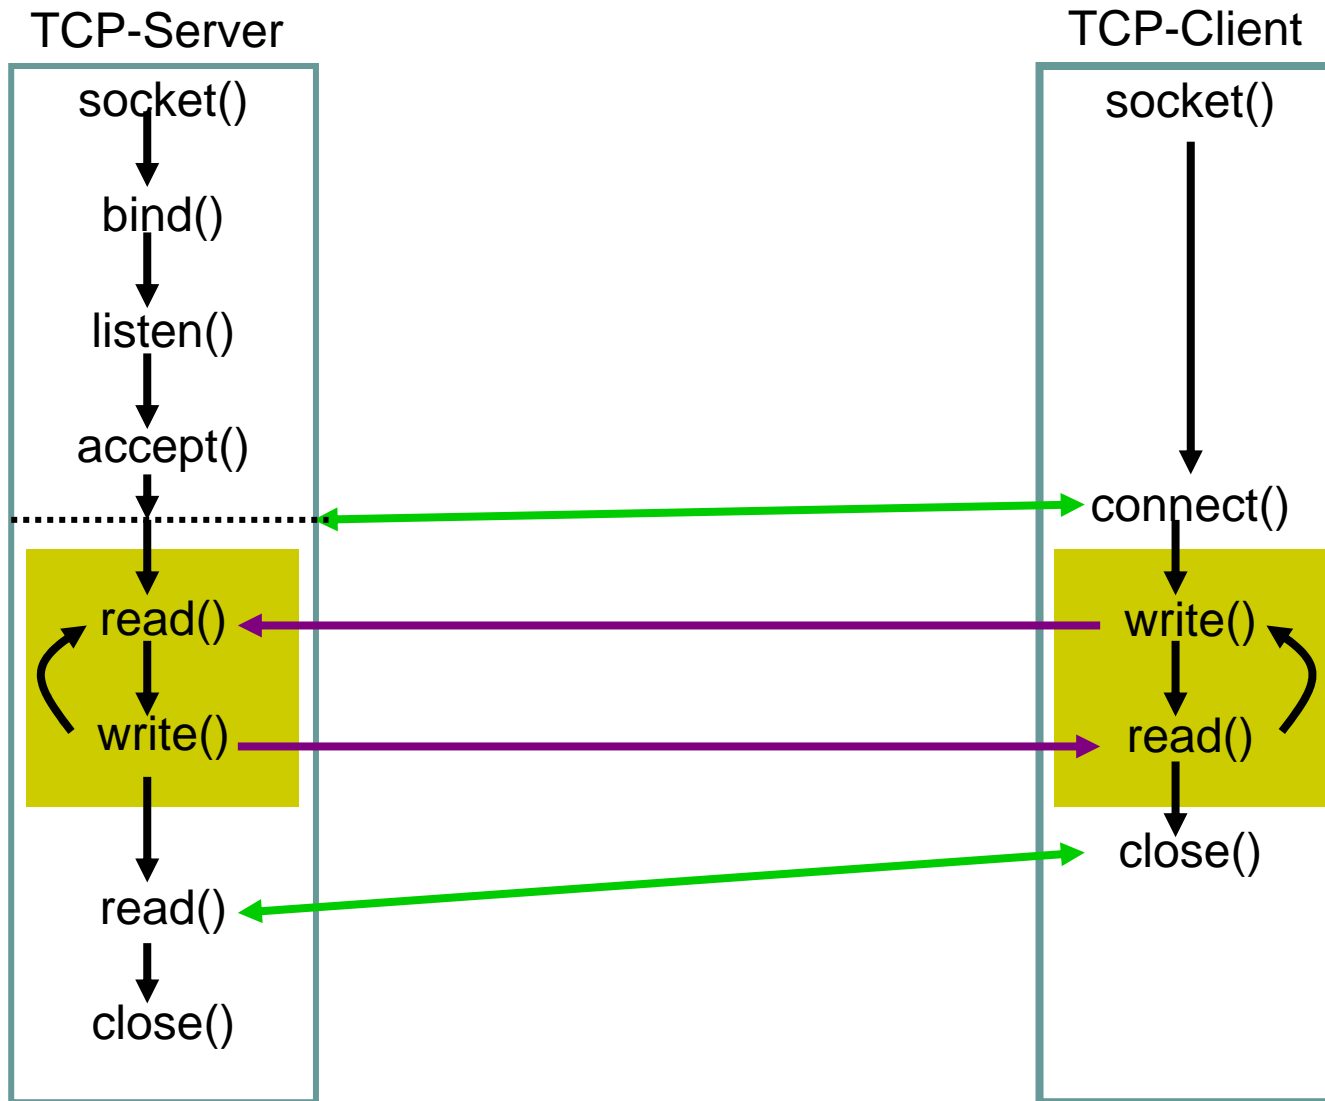 TCP-Server
socket()
bind()
listen()
accept()
read()
write()
read()
close()
TCP-Client
socket()
connect()
write()
read()
close()